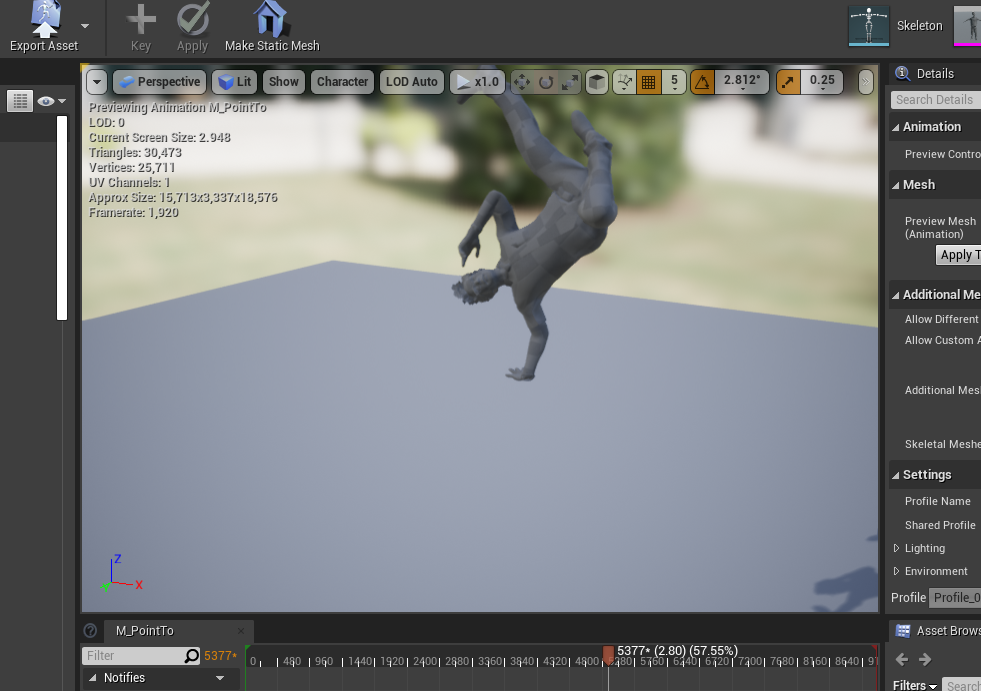 Export Asset
Key
Apply
Make Static Mesh
Skeleton
Perspective
Lit
Show
Character
LOD Auto
x1.0
5
2.812°
0.25
Details
Search Details
Previewing Animation M_PointTo
LOD: 0
Current Screen Size: 2.948
Triangles: 30,473
Vertices: 25,711
UV Channels: 1
Approx Size: 15,713x3,337x18,576
Framerate: 1,920
Animation
Preview Contro
Mesh
Preview Mesh
(Animation)
Apply T
Additional Me
Allow Different
Allow Custom A
Additional Mes
Skeletal Meshe
Settings
Profile Name
Shared Profile
Lighting
Environment
Profile Profile_0
Z
X
Y
M_PointTo
Asset Brows
Filter
5377*
5377* (2.80) (57.55%)
0 480 960 1440 1920 2400 2880 3360 3840 4320 4800 5280 5760 6240 6720 7200 7680 8160 8640
Notifies
Filters
Search